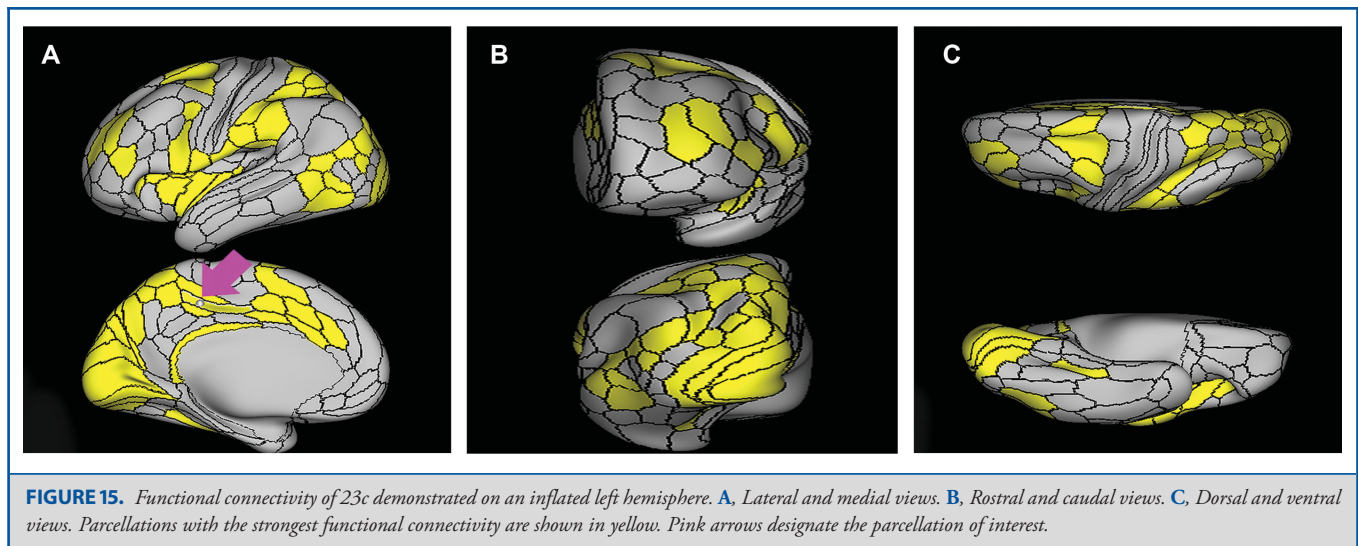 A
B
C
FIGURE 15. Functional connectivity of 23c demonstrated on an inflated left hemisphere. A, Lateral and medial views. B, Rostral and caudal views. C, Dorsal and ventral
views. Parcellations with the strongest functional connectivity are shown in yellow. Pink arrows designate the parcellation of interest.